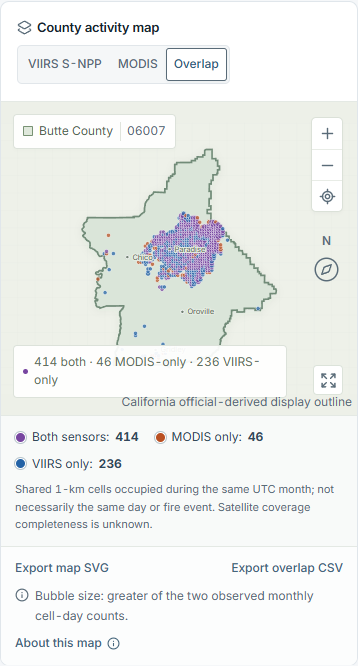 County activity map
VIIRS S-NPP MODIS Overlap
Butte County 06007
N
Paradise
Chico
Oroville
414 both · 46 MODIS-only · 236 VIIRS-
only
California official-derived display outline
Both sensors: 414 MODIS only: 46
VIIRS only: 236
Shared 1-km cells occupied during the same UTC month; not
necessarily the same day or fire event. Satellite coverage
completeness is unknown.
Export map SVG Export overlap CSV
Bubble size: greater of the two observed monthly
cell-day counts.
About this map